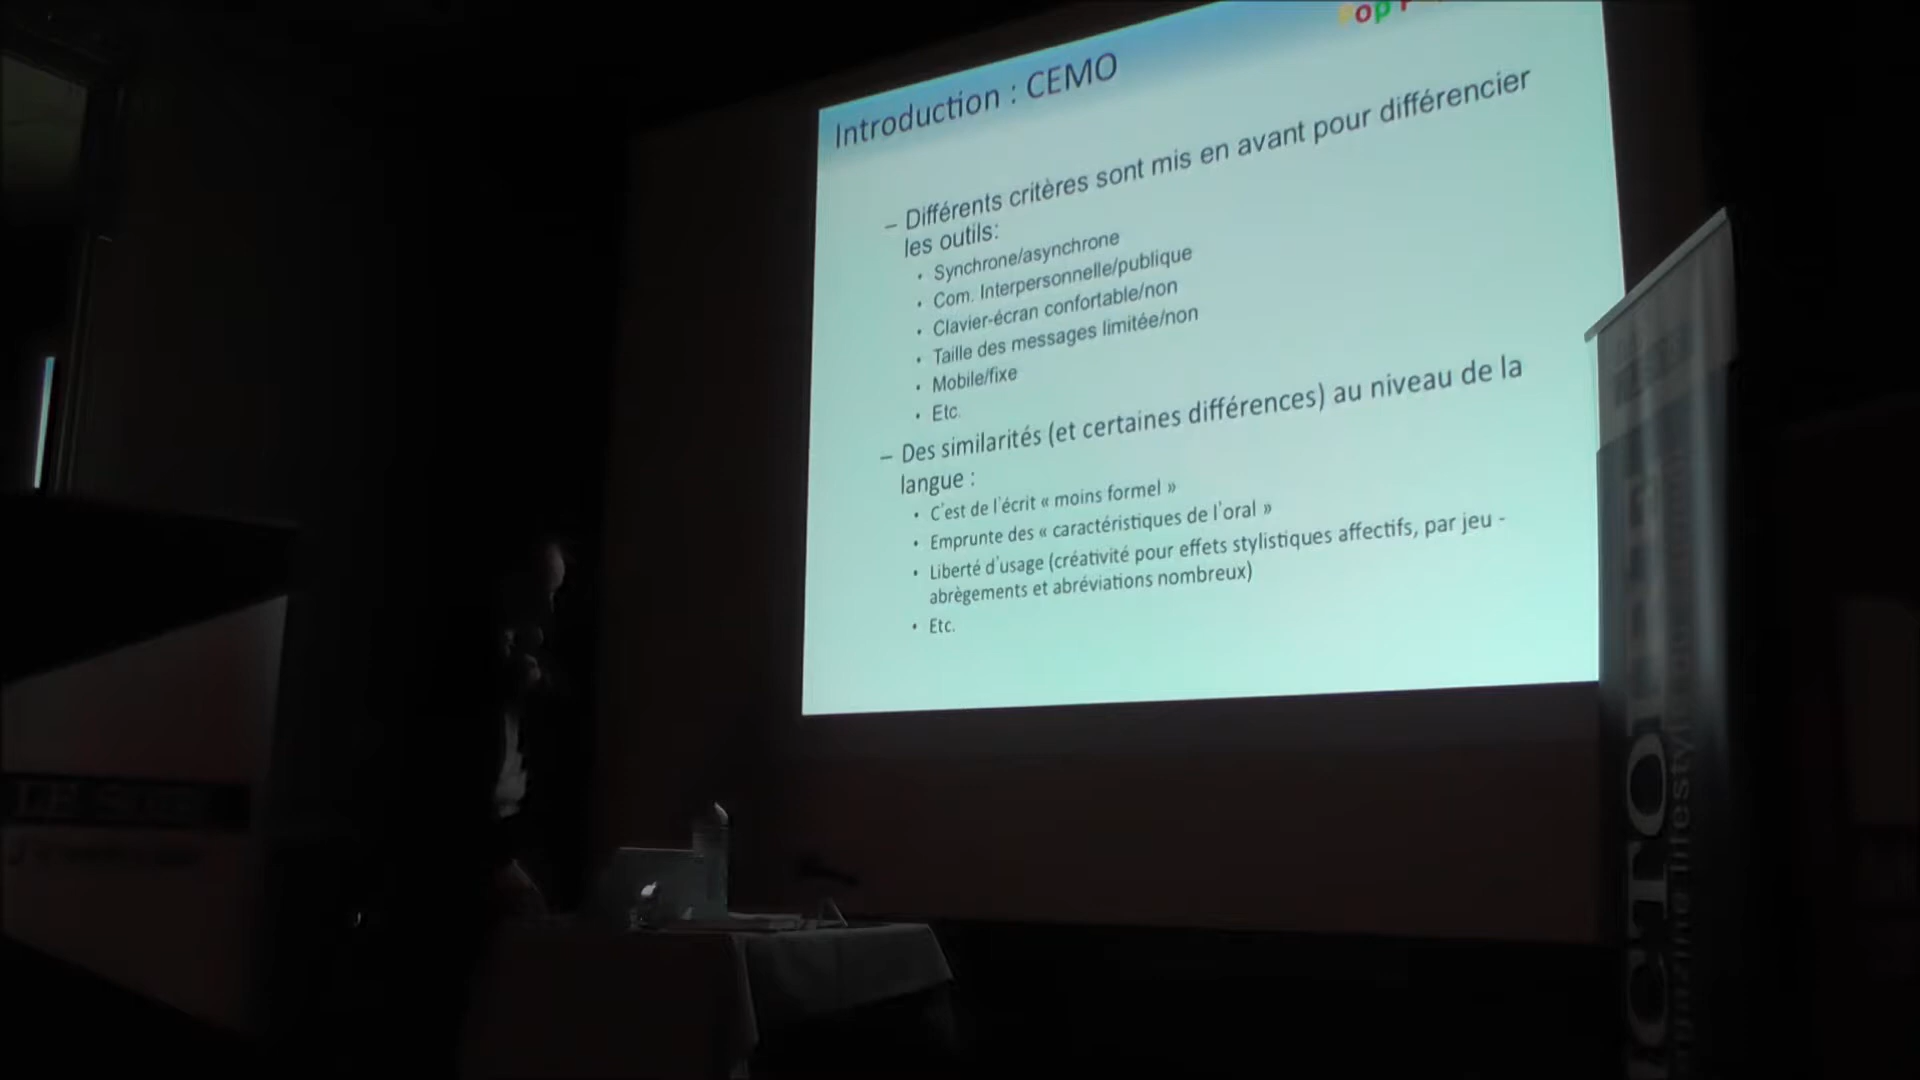 op
Introduction : CEMO
– Différents critères sont mis en avant pour différencier
les outils:
• Synchrone/asynchrone
• Com. Interpersonnelle/publique
• Clavier-écran confortable/non
• Taille des messages limitée/non
• Mobile/fixe
• Etc.
– Des similarités (et certaines différences) au niveau de la
langue :
• C'est de l'écrit « moins formel »
• Emprunte des « caractéristiques de l'oral »
• Liberté d'usage (créativité pour effets stylistiques affectifs, par jeu -
abrègements et abréviations nombreux)
• Etc.